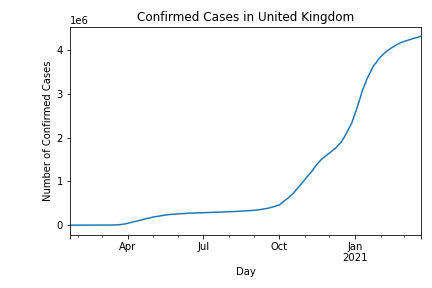 Confirmed Cases in United Kingdom
1e6
4
3
2
1
0
Number of Confirmed Cases
Apr
Jul
Oct
Jan
2021
Day